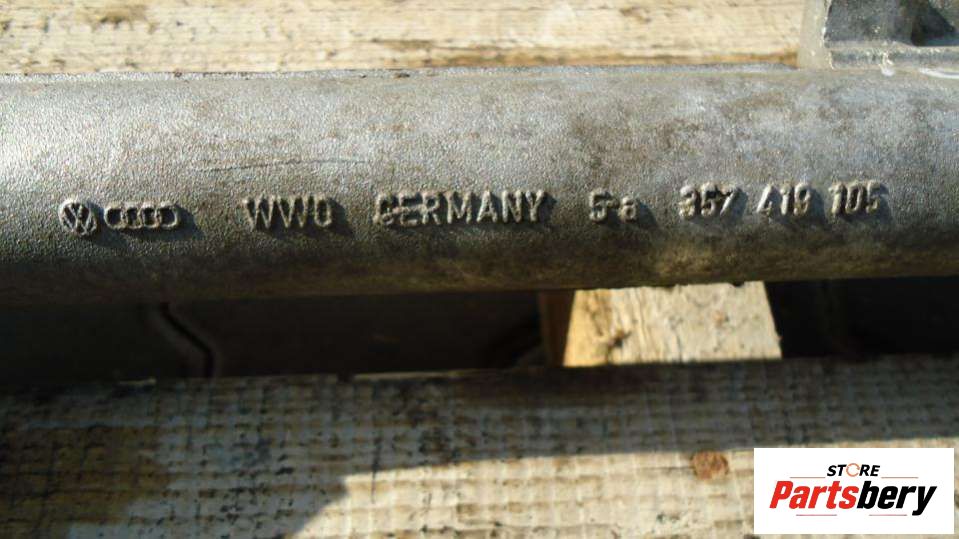 WWO GERMANY 5-a 357 419 105
STORE
Partsbery